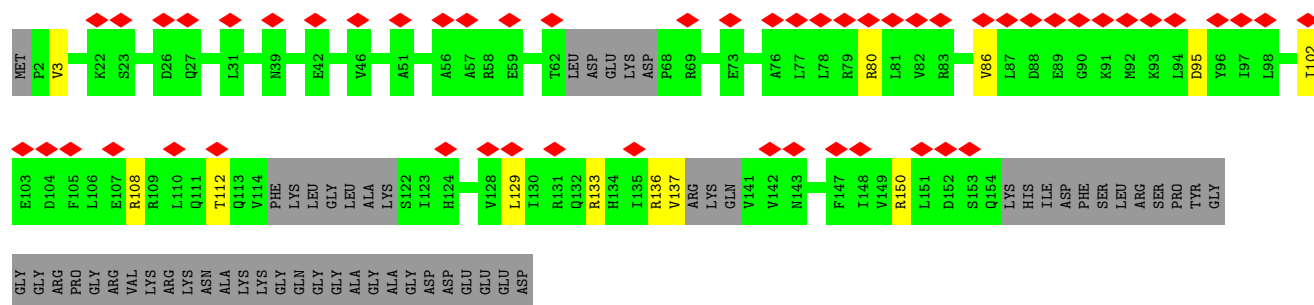 MET P2 V3 K22 S23 D26 Q27 L31 N39 E42 V46 A51 A56 A57 R58 E59 T62 LEU ASP GLU LYS ASP P68 R69 E73 A76 L77 L78 R79 R80 L81 V82 R83 V86 L87 D88 E89 G90 K91 M92 K93 L94 D95 Y96 I97 L98 I102
E103 D104 F105 L106 E107 R108 R109 L110 Q111 T112 Q113 V114 PHE LYS LEU GLY LEU ALA LYS S122 I123 H124 V128 L129 I130 R131 Q132 R133 H134 I135 R136 V137 ARG LYS GLN V141 V142 N143 F147 I148 V149 R150 L151 D152 S153 Q154 LYS HIS ILE ASP PHE SER LEU ARG SER PRO TYR GLY
GLY GLY ARG PRO GLY ARG VAL LYS ARG LYS ASN ALA LYS LYS GLY GLN GLY GLY ALA GLY ALA GLY ASP ASP GLU GLU GLU ASP